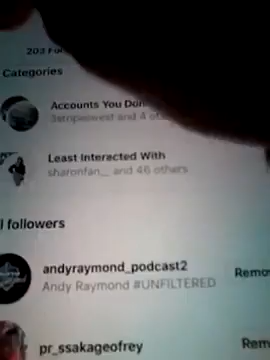 203 Fo
Categories
Accounts You Don
3stripeswest and 4 ot
Least Interacted With
sharonfan__ and 46 others
l followers
andyraymond_podcast2
Remo
Andy Raymond #UNFILTERED
pr_ssakageofrey
Rem